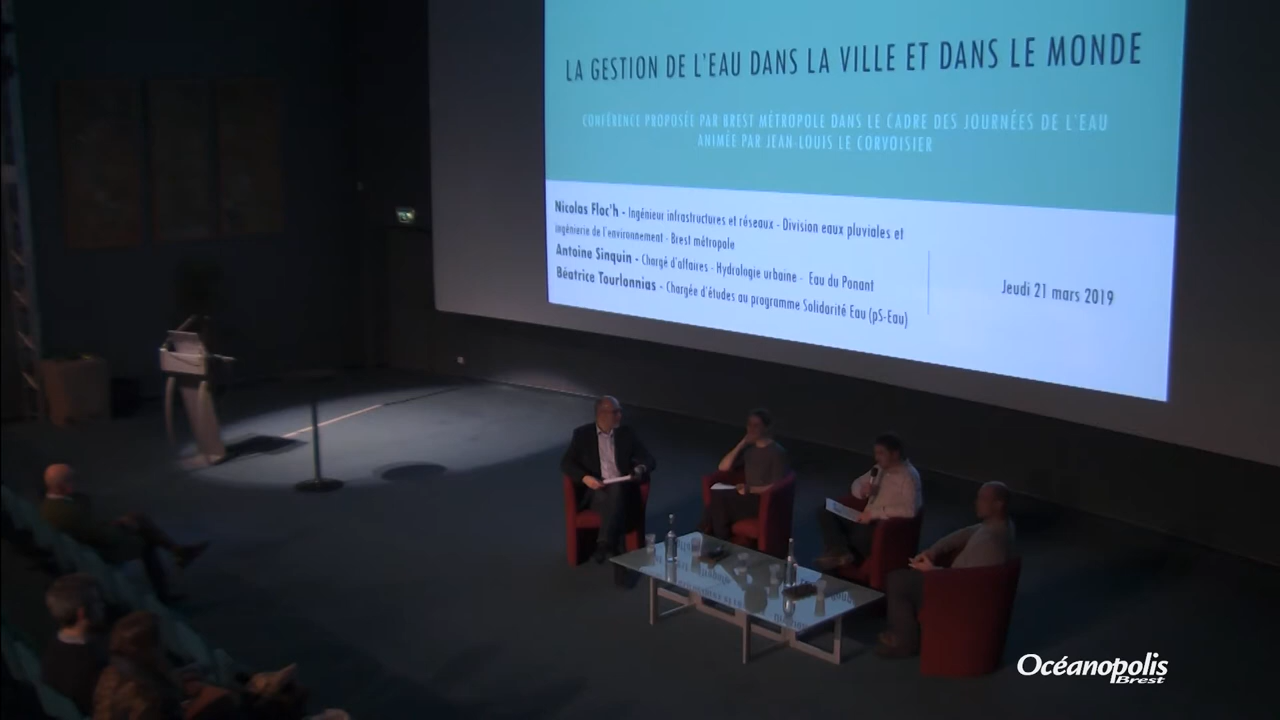 LA GESTION DE L'EAU DANS LA VILLE ET DANS LE MONDE
CONFÉRENCE PROPOSÉE PAR BREST MÉTROPOLE DANS LE CADRE DES JOURNÉES DE L'EAU
ANIMÉE PAR JEAN-LOUIS LE CORVOISIER
Nicolas Floc'h - Ingénieur infrastructures et réseaux - Division eaux pluviales et
ingénierie de l'environnement - Brest métropole
Antoine Sinquin - Chargé d'affaires - Hydrologie urbaine - Eau du Ponant
Béatrice Tourlonnias - Chargée d'études au programme Solidarité Eau (pS-Eau)
Jeudi 21 mars 2019
Océanopolis
Brest